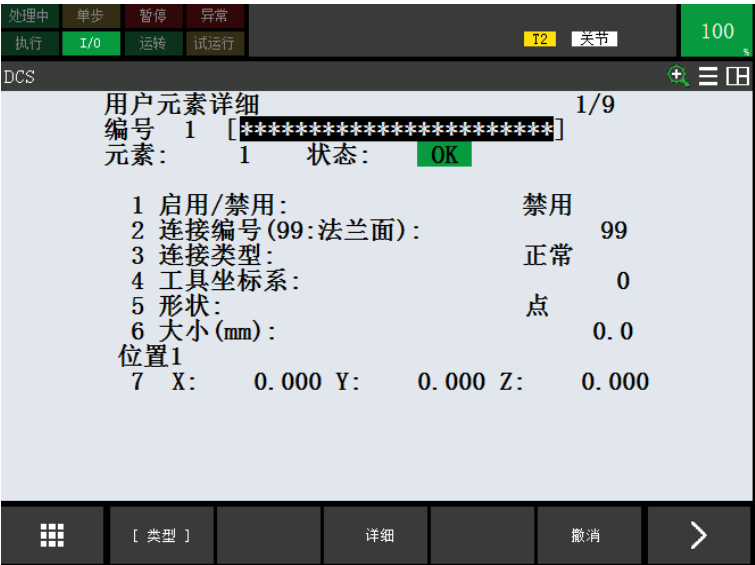 处理中 单步 暂停 异常
执行 I/O 运转 试运行 T2 关节 100 %
DCS
用户元素详细 1/9
编号 1 [***********************]
元素: 1 状态: OK
1 启用/禁用: 禁用
2 连接编号(99:法兰面): 99
3 连接类型: 正常
4 工具坐标系: 0
5 形状: 点
6 大小(mm): 0.0
位置1
7 X: 0.000 Y: 0.000 Z: 0.000
[ 类型 ] 详细 撤消